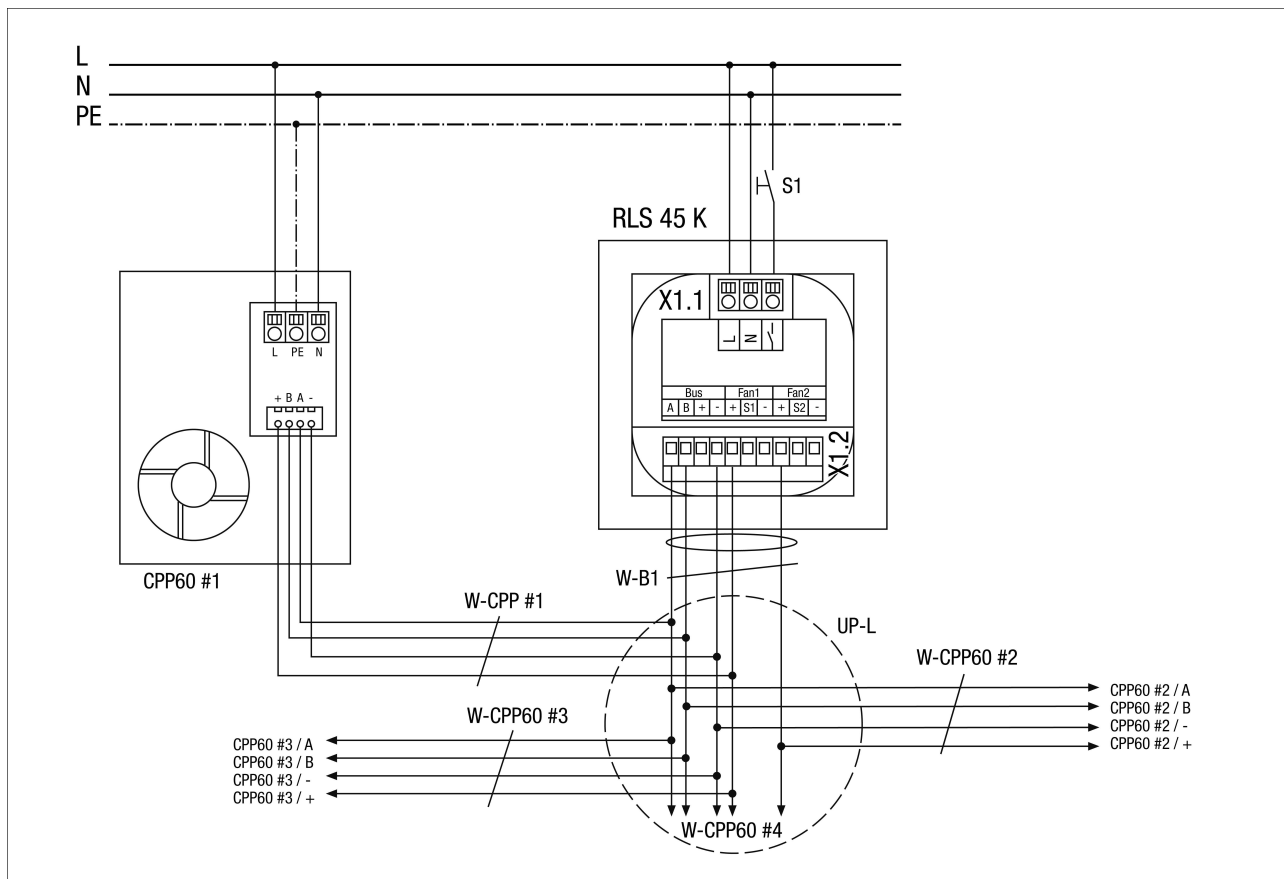 L
N
PE
S1
RLS 45 K
X1.1
L N
L PE N
Bus Fan1 Fan2
A B + - + S1 - + S2 -
+ B A -
X1.2
CPP60 #1
W-B1
W-CPP #1
UP-L
W-CPP60 #2
CPP60 #2 / A
CPP60 #2 / B
CPP60 #2 / -
CPP60 #2 / +
W-CPP60 #3
CPP60 #3 / A
CPP60 #3 / B
CPP60 #3 / -
CPP60 #3 / +
W-CPP60 #4